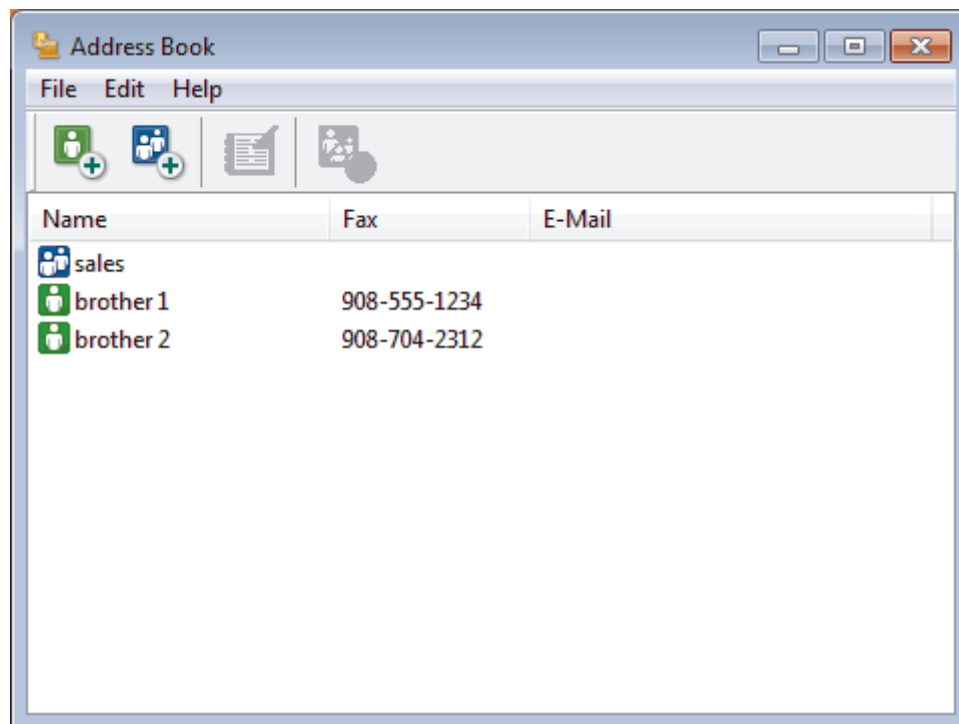 Address Book
File Edit Help
Name Fax E-Mail
sales
brother 1 908-555-1234
brother 2 908-704-2312